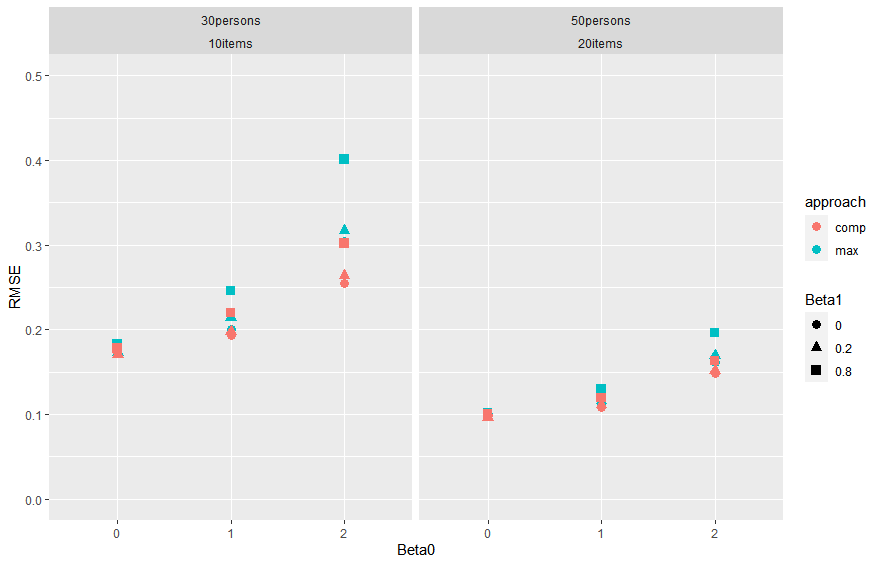 30persons
50persons
10items
20items
RMSE
0.5
0.4
0.3
0.2
0.1
0.0
0
1
2
0
1
2
Beta0
approach
comp
max
Beta1
0
0.2
0.8